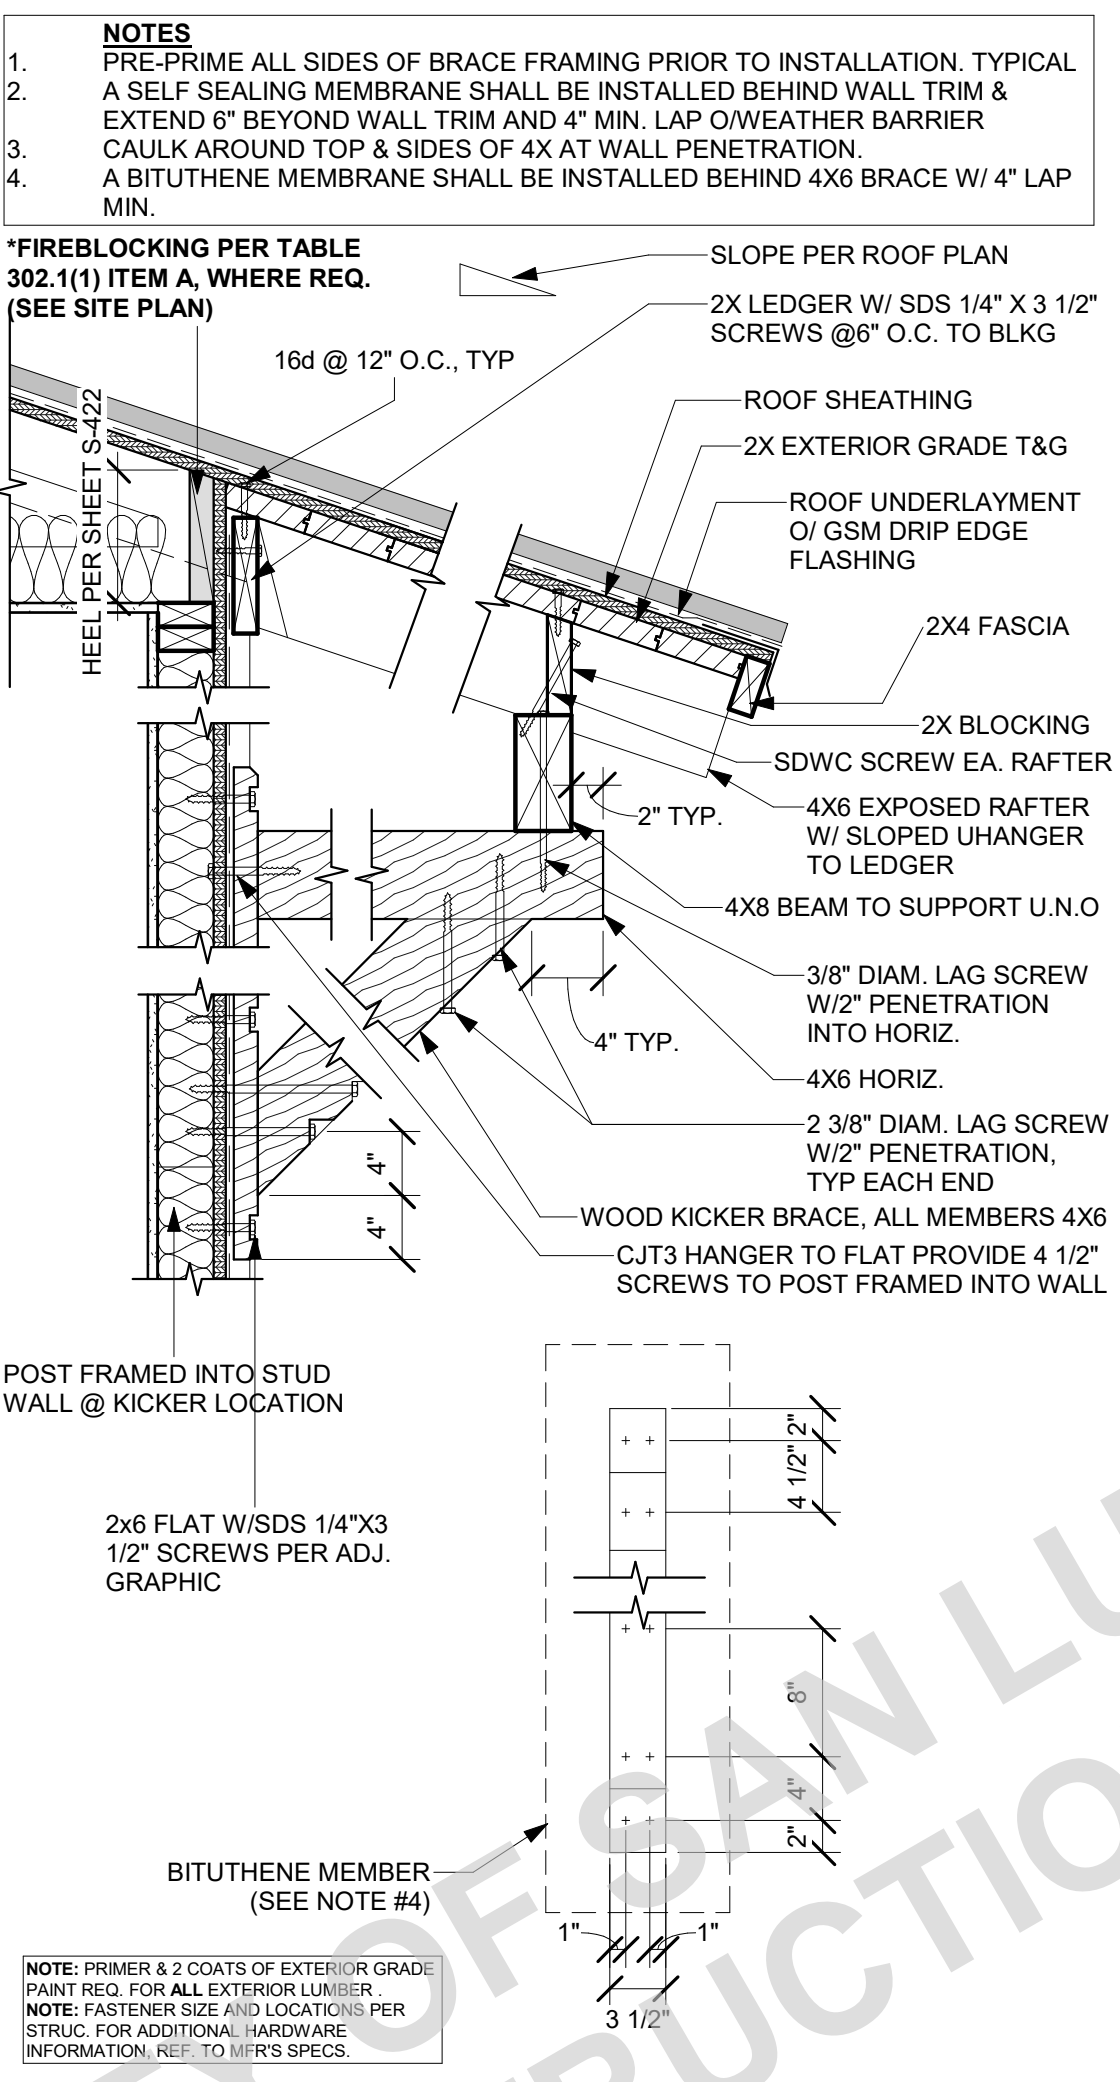 NOTES
1. PRE-PRIME ALL SIDES OF BRACE FRAMING PRIOR TO INSTALLATION. TYPICAL
2. A SELF SEALING MEMBRANE SHALL BE INSTALLED BEHIND WALL TRIM &
EXTEND 6" BEYOND WALL TRIM AND 4" MIN. LAP O/WEATHER BARRIER
3. CAULK AROUND TOP & SIDES OF 4X AT WALL PENETRATION.
4. A BITUTHENE MEMBRANE SHALL BE INSTALLED BEHIND 4X6 BRACE W/ 4" LAP
MIN.
*FIREBLOCKING PER TABLE
302.1(1) ITEM A, WHERE REQ.
(SEE SITE PLAN)
SLOPE PER ROOF PLAN
2X LEDGER W/ SDS 1/4" X 3 1/2"
SCREWS @6" O.C. TO BLKG
16d @ 12" O.C., TYP
HEEL PER SHEET S-422
ROOF SHEATHING
2X EXTERIOR GRADE T&G
ROOF UNDERLAYMENT
O/ GSM DRIP EDGE
FLASHING
2X4 FASCIA
2X BLOCKING
SDWC SCREW EA. RAFTER
2" TYP.
4X6 EXPOSED RAFTER
W/ SLOPED UHANGER
TO LEDGER
4X8 BEAM TO SUPPORT U.N.O
3/8" DIAM. LAG SCREW
W/2" PENETRATION
INTO HORIZ.
4" TYP.
4X6 HORIZ.
2 3/8" DIAM. LAG SCREW
W/2" PENETRATION,
TYP EACH END
4"
4"
WOOD KICKER BRACE, ALL MEMBERS 4X6
CJT3 HANGER TO FLAT PROVIDE 4 1/2"
SCREWS TO POST FRAMED INTO WALL
POST FRAMED INTO STUD
WALL @ KICKER LOCATION
2x6 FLAT W/SDS 1/4"X3
1/2" SCREWS PER ADJ.
GRAPHIC
2"
4 1/2"
8"
4"
2"
BITUTHENE MEMBER
(SEE NOTE #4)
1"
1"
3 1/2"
NOTE: PRIMER & 2 COATS OF EXTERIOR GRADE
PAINT REQ. FOR ALL EXTERIOR LUMBER .
NOTE: FASTENER SIZE AND LOCATIONS PER
STRUC. FOR ADDITIONAL HARDWARE
INFORMATION, REF. TO MFR'S SPECS.
OF SAN